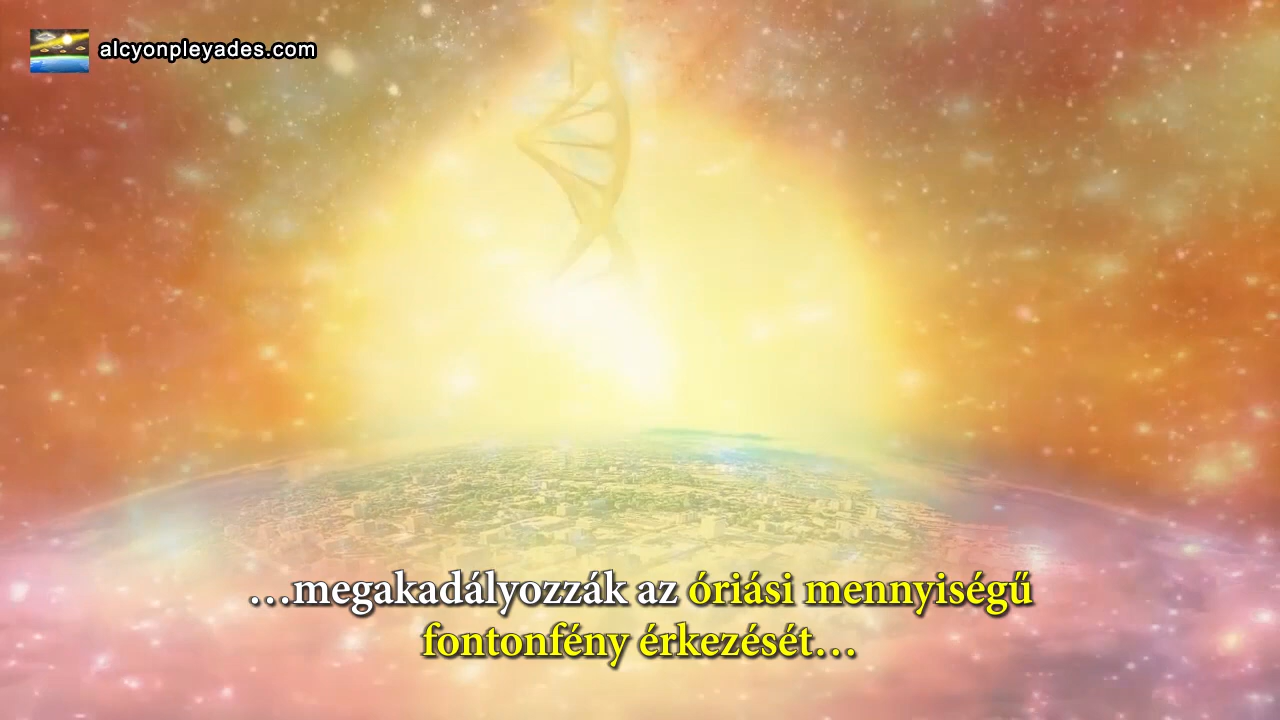 alcyonpleyades.com
…megakadályozzák az óriási mennyiségű
fontonfény érkezését…